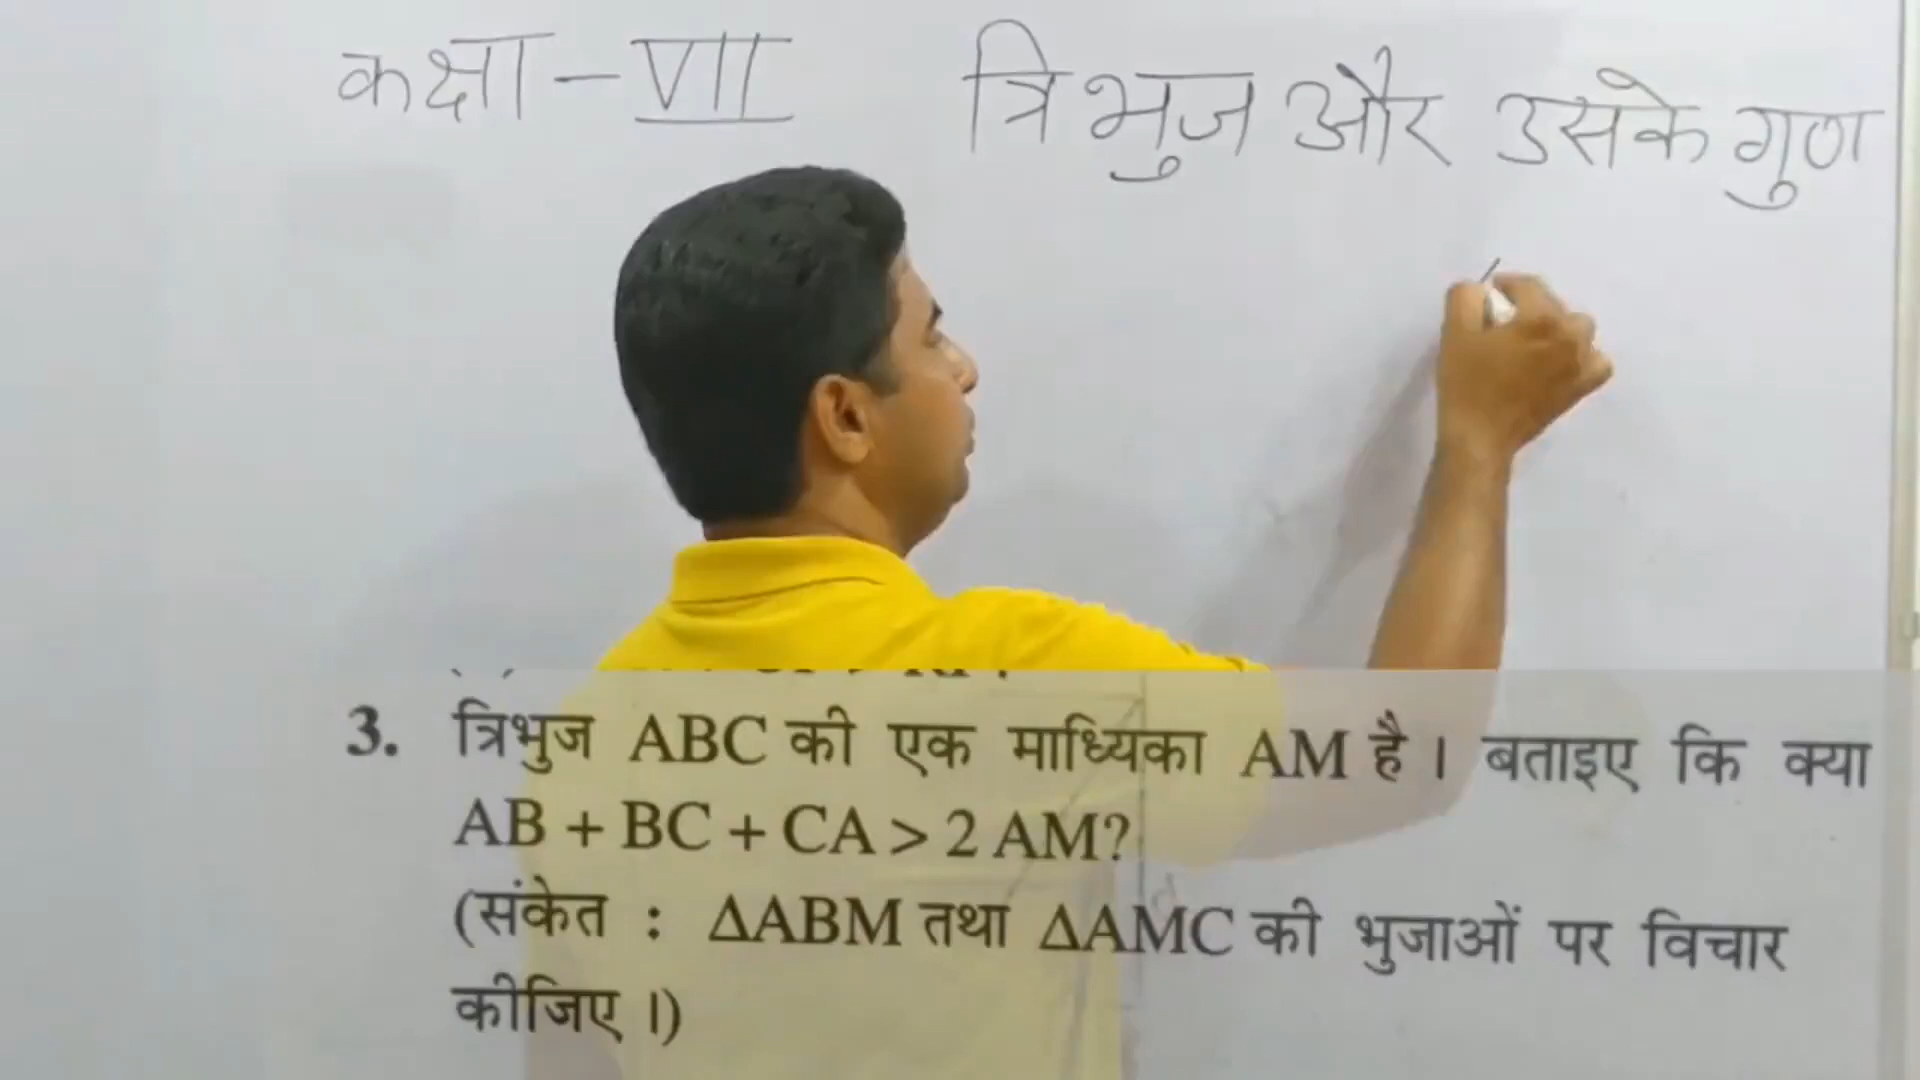 कक्षा - VII त्रिभुज और उसके गुण
3. त्रिभुज ABC की एक माध्यिका AM है । बताइए कि क्या
AB + BC + CA > 2 AM?
(संकेत : ΔABM तथा ΔAMC की भुजाओं पर विचार
कीजिए ।)